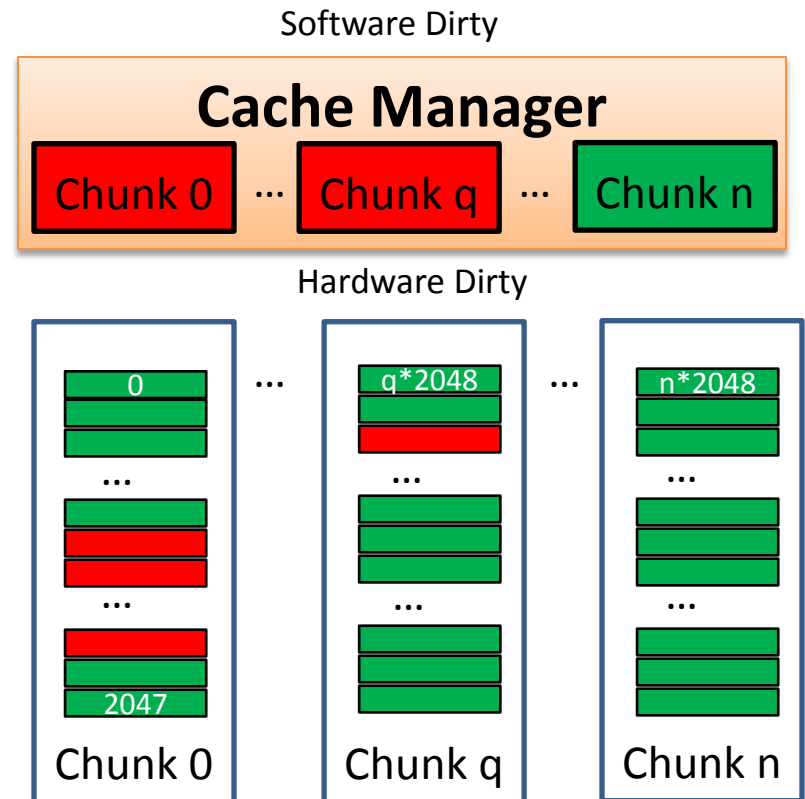 Software Dirty
Cache Manager
Chunk 0 ... Chunk q ... Chunk n
Hardware Dirty
0 ... q*2048 ... n*2048
... ... ...
... ... ...
2047
Chunk 0 Chunk q Chunk n